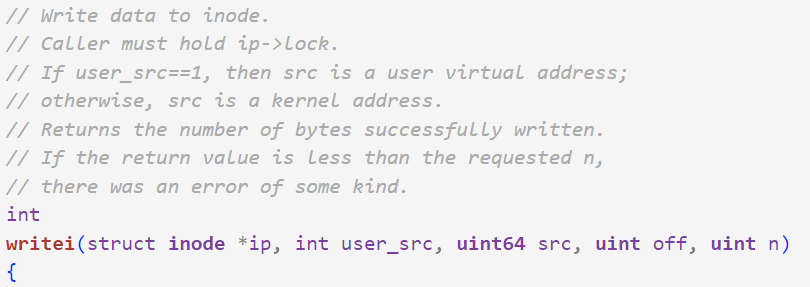 // Write data to inode.
// Caller must hold ip->lock.
// If user_src==1, then src is a user virtual address;
// otherwise, src is a kernel address.
// Returns the number of bytes successfully written.
// If the return value is less than the requested n,
// there was an error of some kind.
int
writei(struct inode *ip, int user_src, uint64 src, uint off, uint n)
{